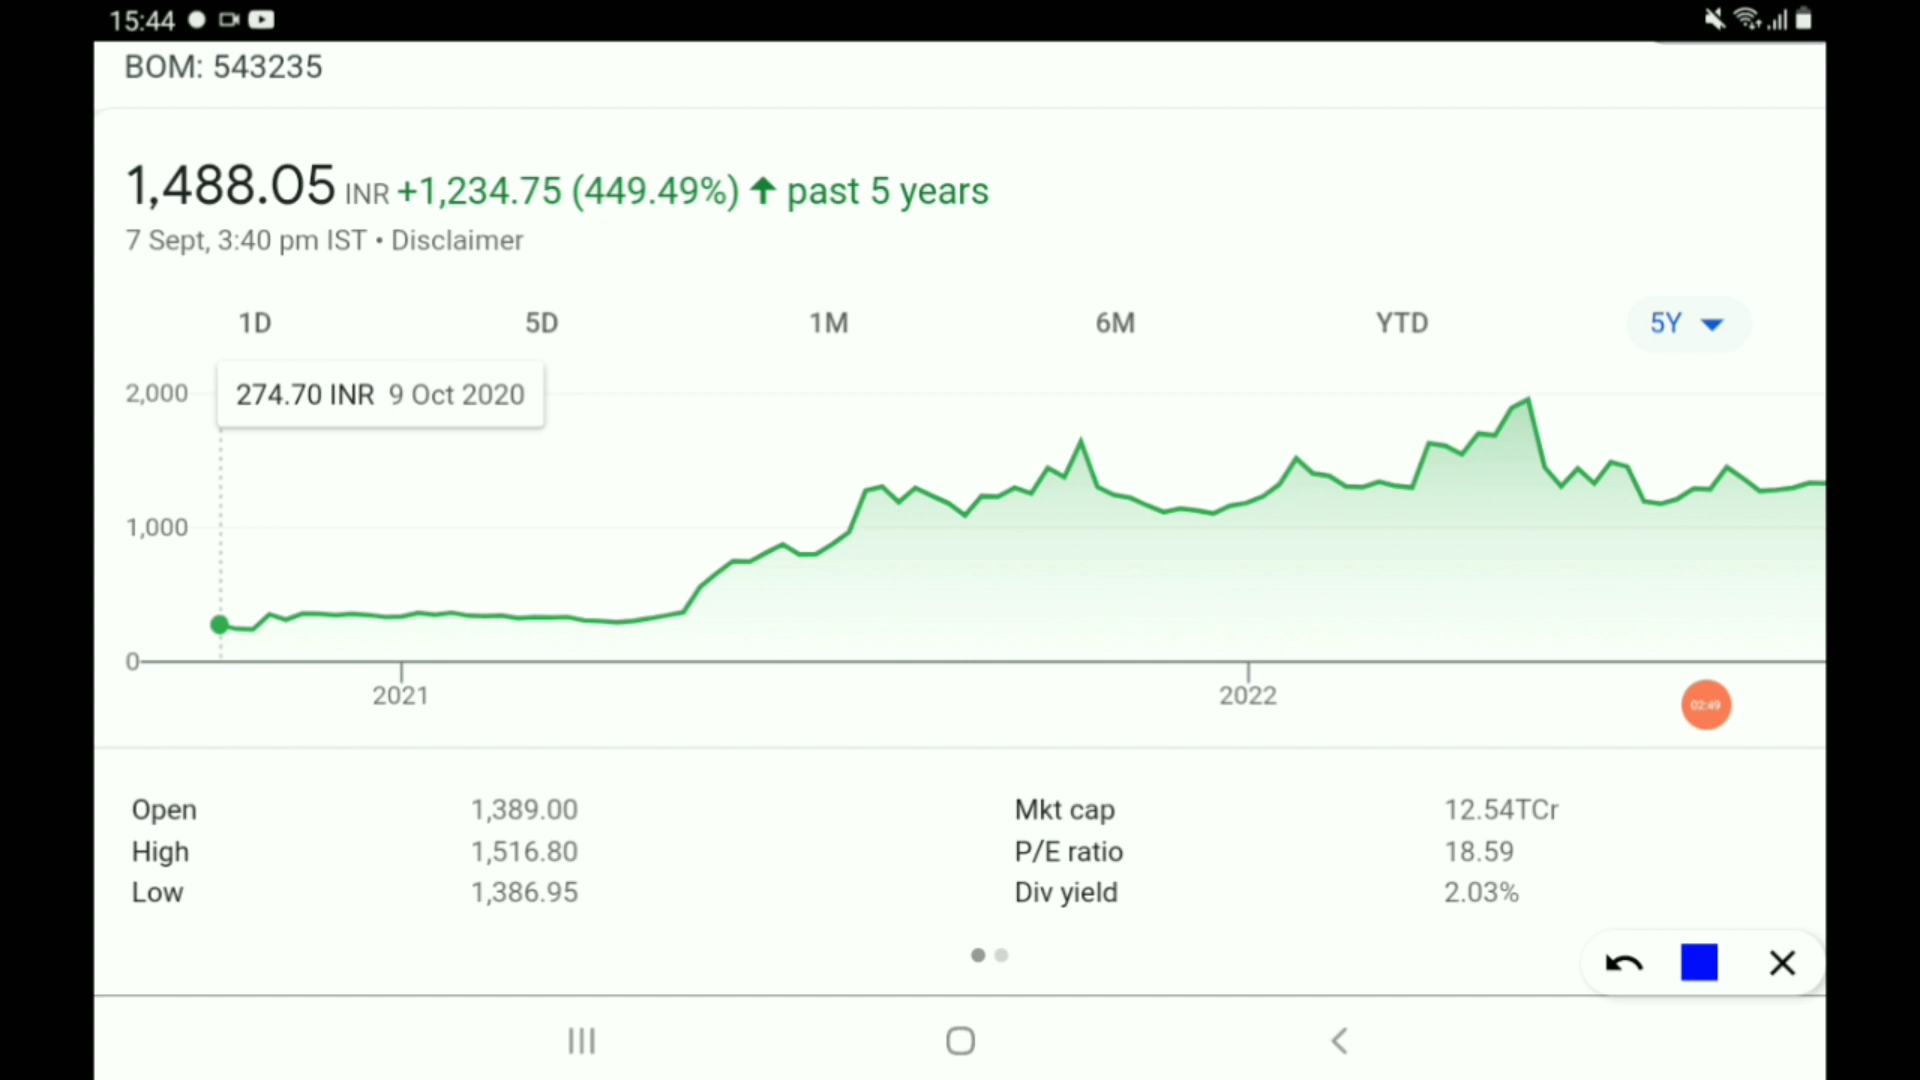 15:44
BOM: 543235
1,488.05 INR +1,234.75 (449.49%) ↑ past 5 years
7 Sept, 3:40 pm IST • Disclaimer
1D 5D 1M 6M YTD 5Y
2,000
274.70 INR 9 Oct 2020
1,000
0
2021 2022
02:49
Open 1,389.00 Mkt cap 12.54TCr
High 1,516.80 P/E ratio 18.59
Low 1,386.95 Div yield 2.03%